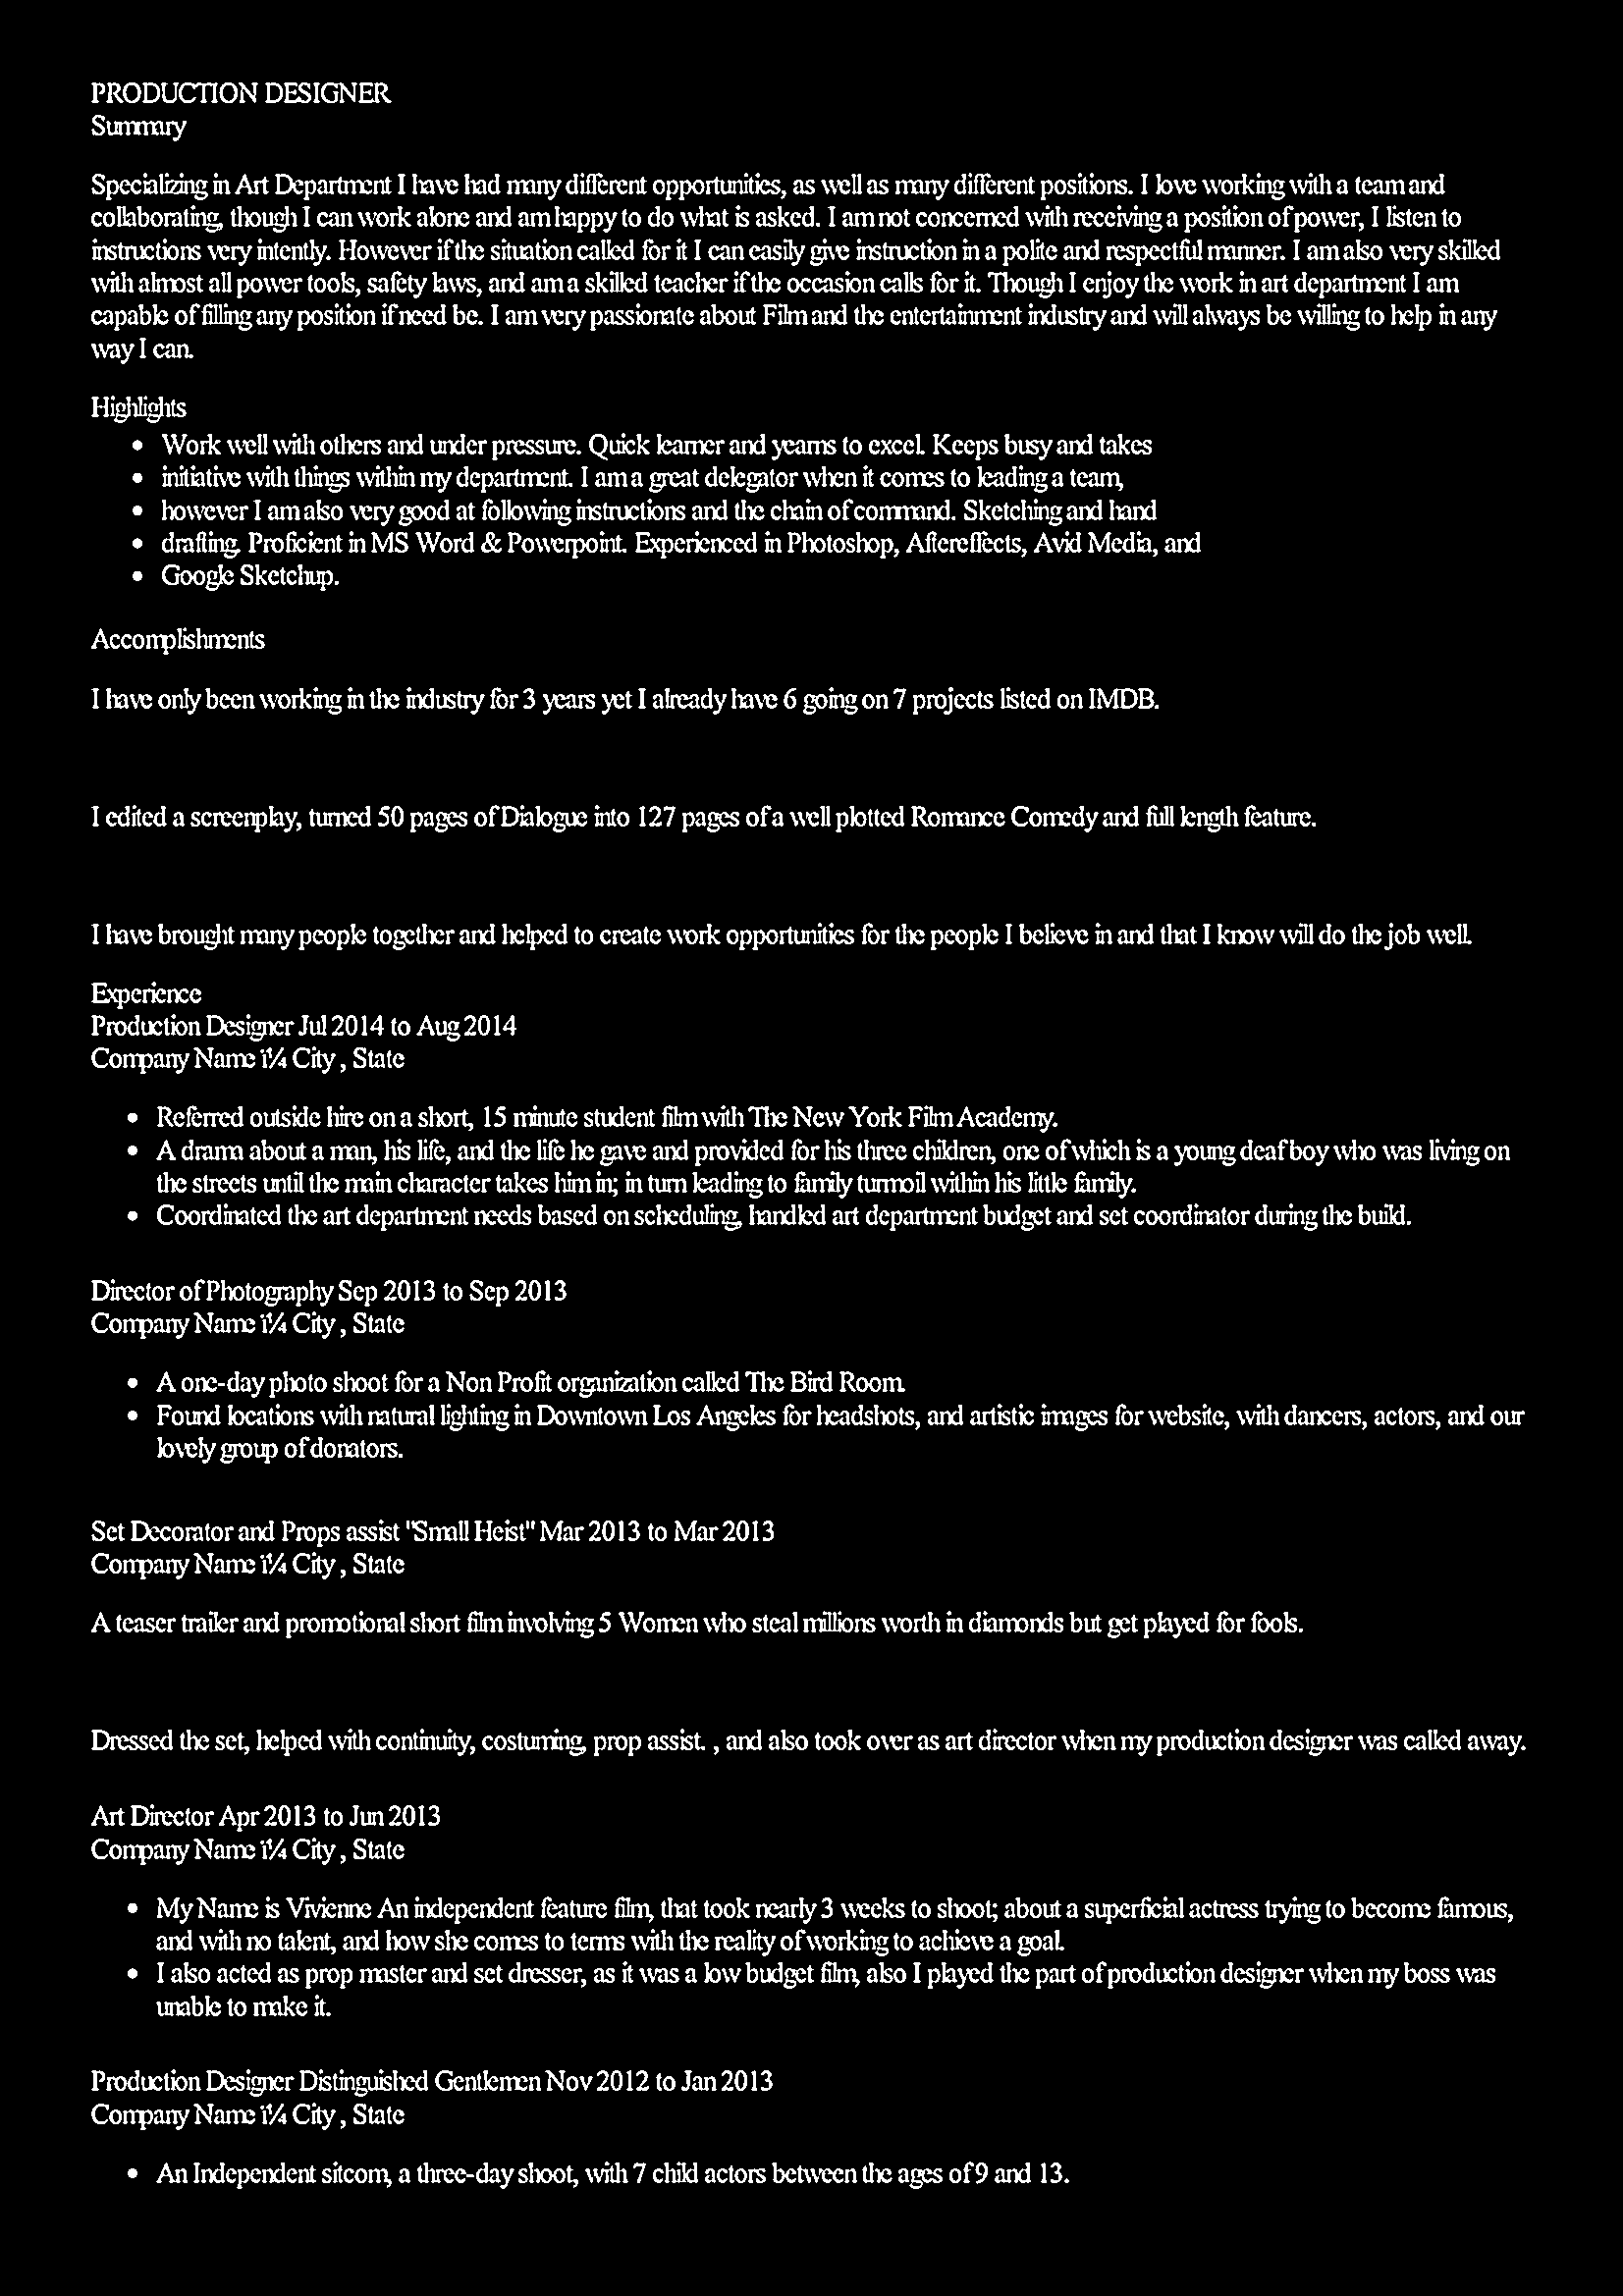 PRODUCTION DESIGNER
Summary
Specializing in Art Department I have had many different opportunities, as well as many different positions. I love working with a team and
collaborating, though I can work alone and am happy to do what is asked. I am not concerned with receiving a position of power, I listen to
instructions very intently. However if the situation called for it I can easily give instruction in a polite and respectful manner. I am also very skilled
with almost all power tools, safety laws, and am a skilled teacher if the occasion calls for it. Though I enjoy the work in art department I am
capable of filling any position if need be. I am very passionate about Film and the entertainment industry and will always be willing to help in any
way I can.
Highlights
• Work well with others and under pressure. Quick learner and yearns to excel. Keeps busy and takes
• initiative with things within my department. I am a great delegator when it comes to leading a team,
• however I am also very good at following instructions and the chain of command. Sketching and hand
• drafting. Proficient in MS Word & Powerpoint. Experienced in Photoshop, Aftereffects, Avid Media, and
• Google Sketchup.
Accomplishments
I have only been working in the industry for 3 years yet I already have 6 going on 7 projects listed on IMDB.
I edited a screenplay, turned 50 pages of Dialogue into 127 pages of a well plotted Romance Comedy and full length feature.
I have brought many people together and helped to create work opportunities for the people I believe in and that I know will do the job well.
Experience
Production Designer Jul 2014 to Aug 2014
Company Name ï¼ City , State
• Referred outside hire on a short, 15 minute student film with The New York Film Academy.
• A drama about a man, his life, and the life he gave and provided for his three children, one of which is a young deaf boy who was living on
the streets until the main character takes him in; in turn leading to family turmoil within his little family.
• Coordinated the art department needs based on scheduling, handled art department budget and set coordinator during the build.
Director of Photography Sep 2013 to Sep 2013
Company Name ï¼ City , State
• A one-day photo shoot for a Non Profit organization called The Bird Room.
• Found locations with natural lighting in Downtown Los Angeles for headshots, and artistic images for website, with dancers, actors, and our
lovely group of donators.
Set Decorator and Props assist "Small Heist" Mar 2013 to Mar 2013
Company Name ï¼ City , State
A teaser trailer and promotional short film involving 5 Women who steal millions worth in diamonds but get played for fools.
Dressed the set, helped with continuity, costuming, prop assist. , and also took over as art director when my production designer was called away.
Art Director Apr 2013 to Jun 2013
Company Name ï¼ City , State
• My Name is Vivienne An independent feature film, that took nearly 3 weeks to shoot; about a superficial actress trying to become famous,
and with no talent, and how she comes to terms with the reality of working to achieve a goal.
• I also acted as prop master and set dresser, as it was a low budget film, also I played the part of production designer when my boss was
unable to make it.
Production Designer Distinguished Gentlemen Nov 2012 to Jan 2013
Company Name ï¼ City , State
• An Independent sitcom, a three-day shoot, with 7 child actors between the ages of 9 and 13.